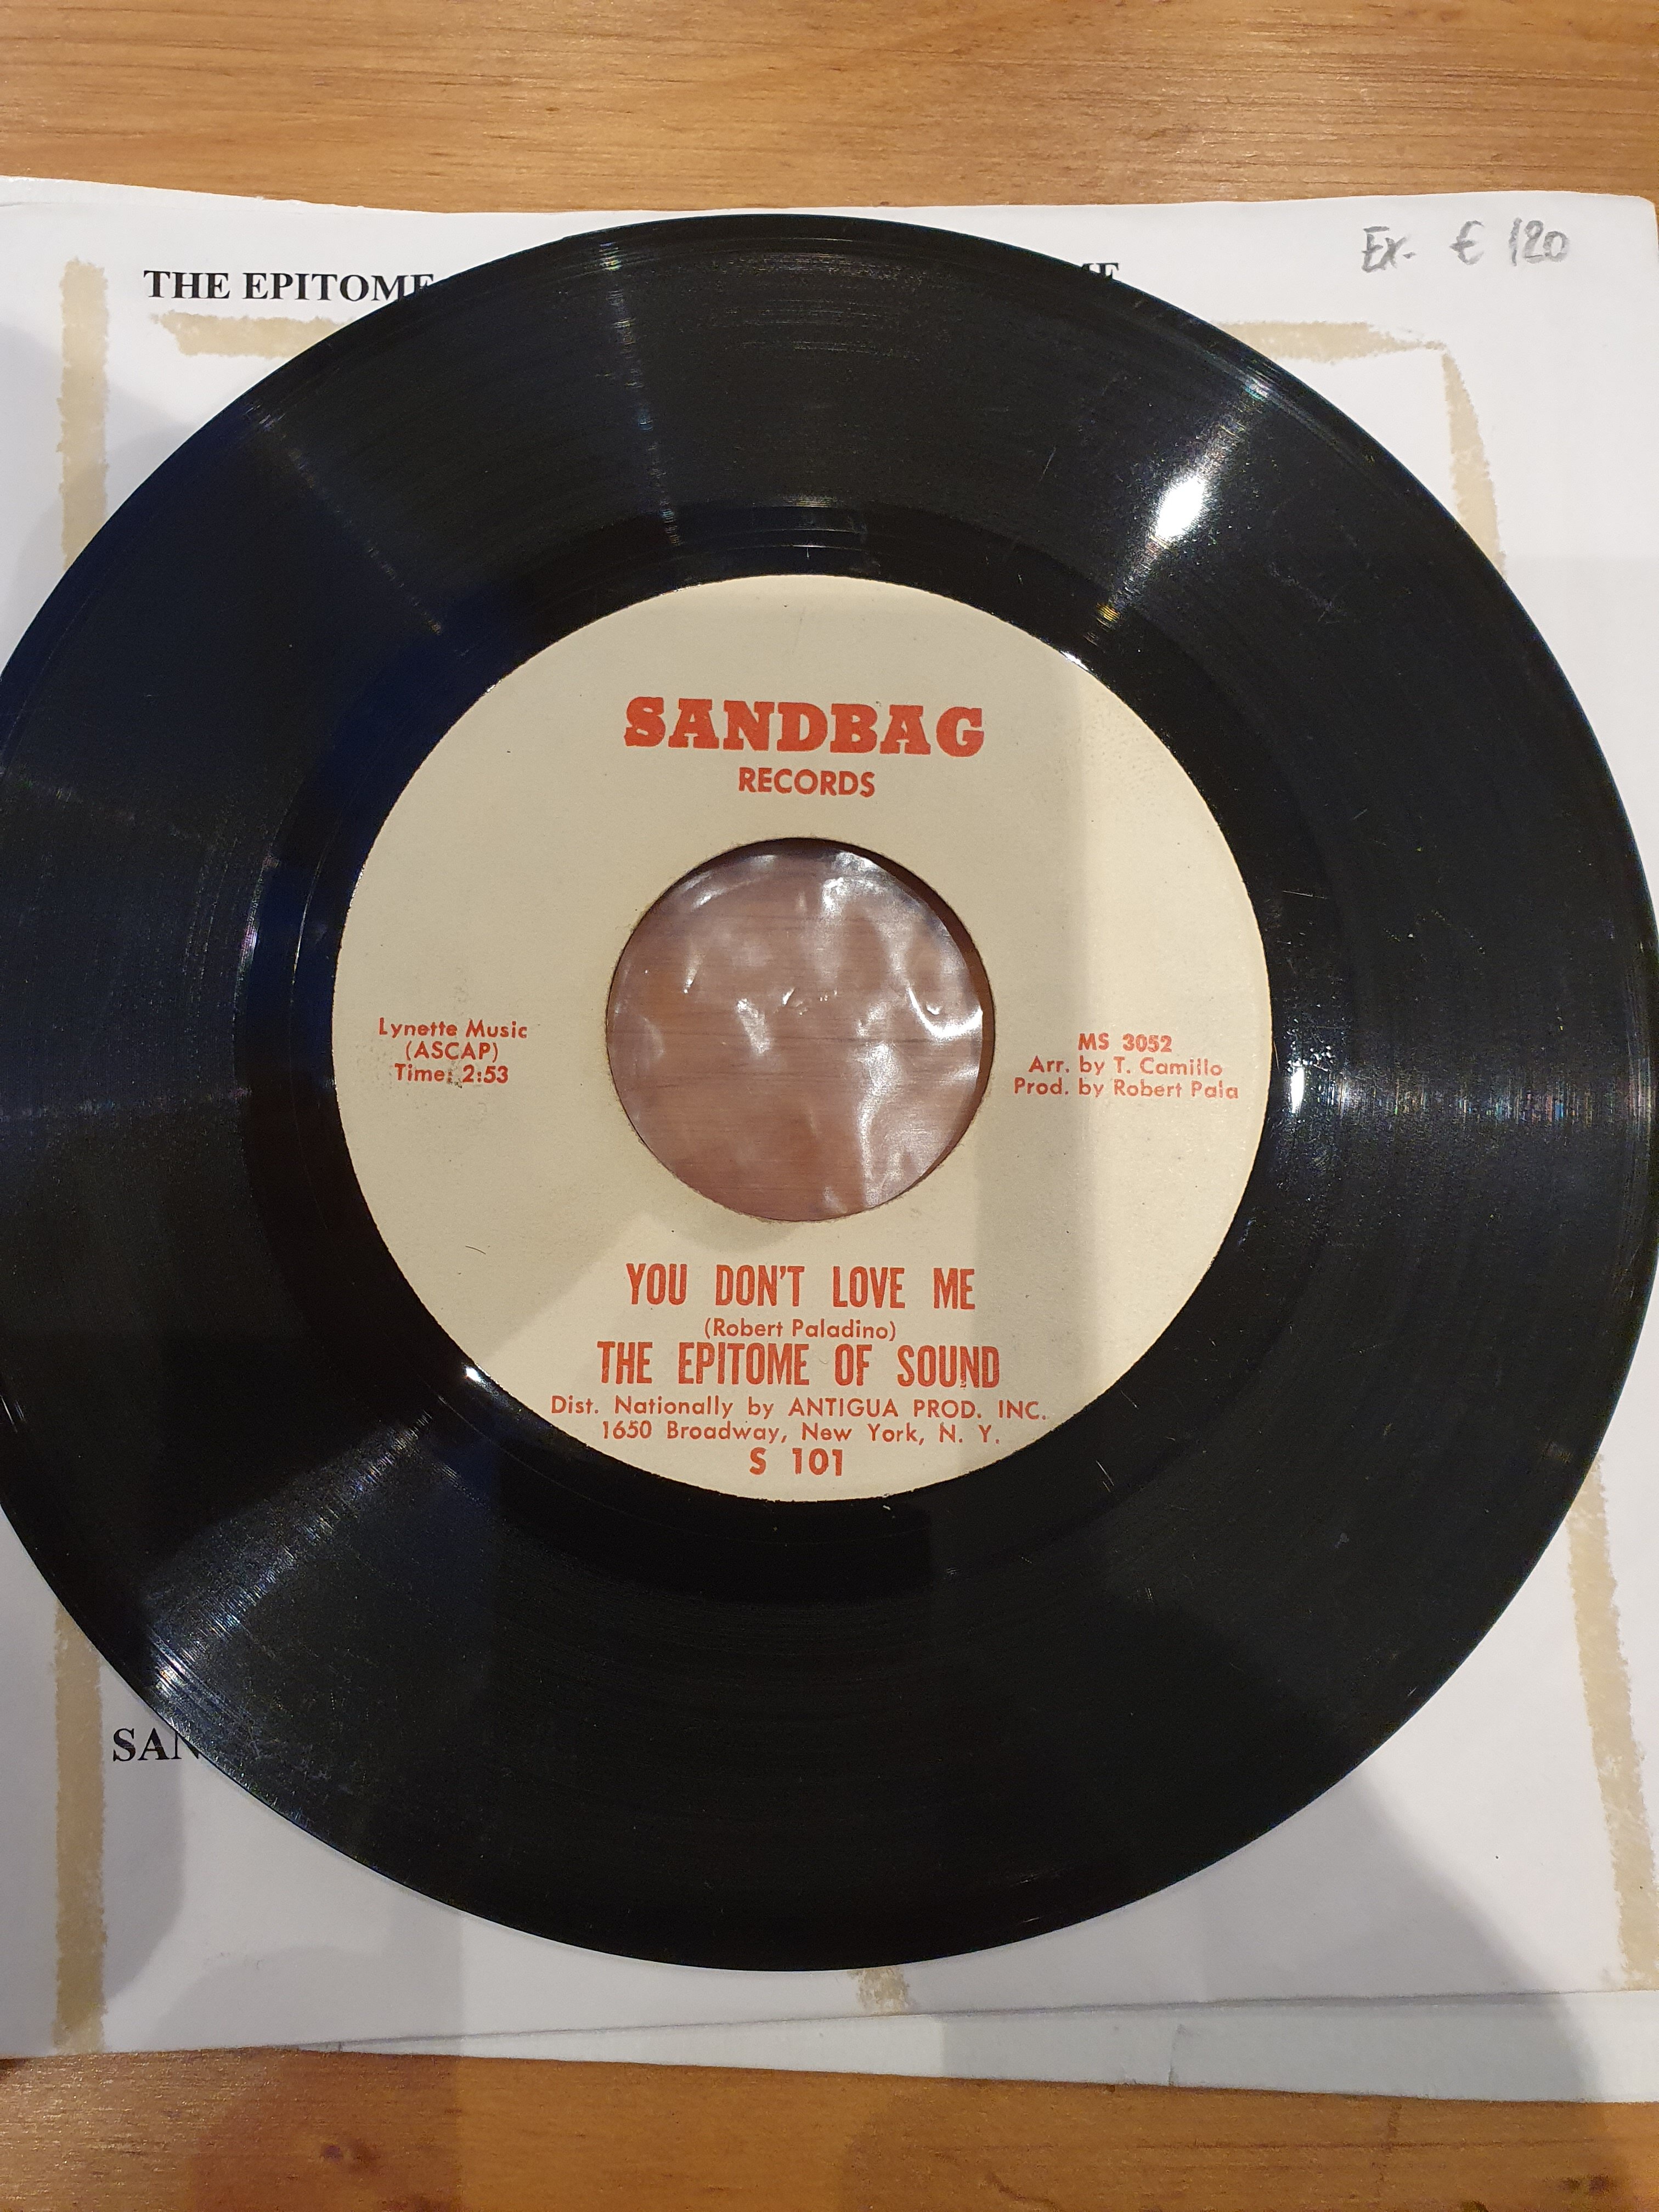 Ex. € 120
THE EPITOME
SANDBAG
RECORDS
Lynette Music
(ASCAP)
Time: 2:53
MS 3052
Arr. by T. Camillo
Prod. by Robert Pala
YOU DON'T LOVE ME
(Robert Paladino)
THE EPITOME OF SOUND
Dist. Nationally by ANTIGUA PROD. INC.
1650 Broadway, New York, N. Y.
S 101
SAN